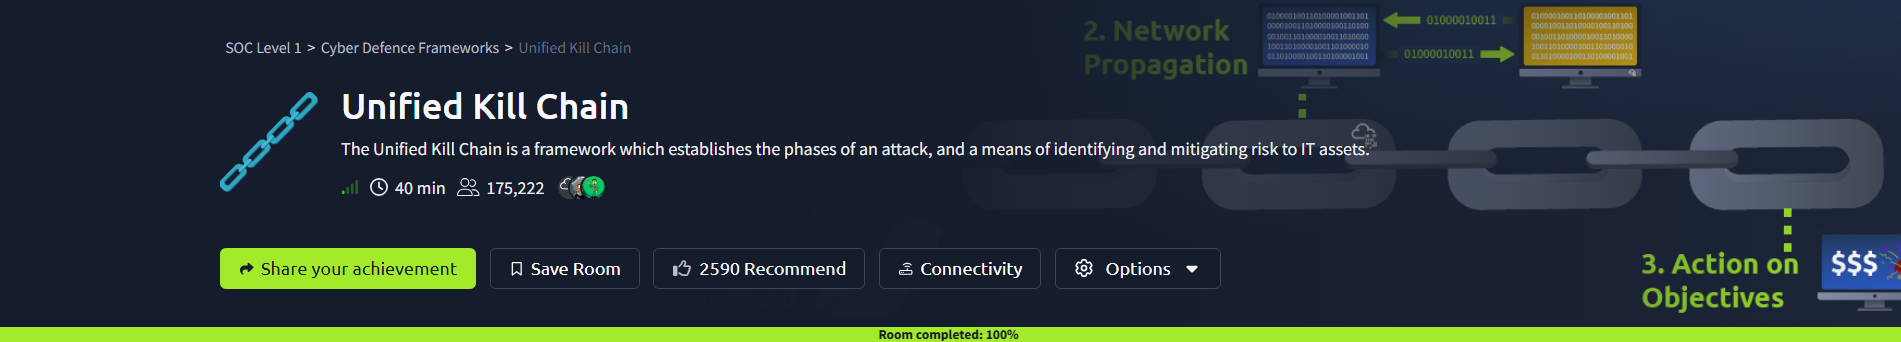 SOC Level 1 > Cyber Defence Frameworks > Unified Kill Chain
Unified Kill Chain
The Unified Kill Chain is a framework which establishes the phases of an attack, and a means of identifying and mitigating risk to IT assets.
40 min 175,222
Share your achievement
Save Room
2590 Recommend
Connectivity
Options
2. Network
Propagation
01000010011
01000010011
3. Action on
Objectives
$$$
Room completed: 100%